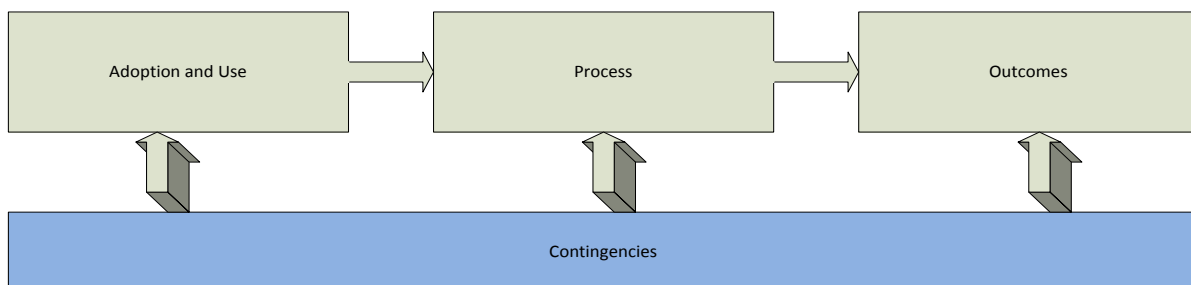 Adoption and Use
Process
Outcomes
Contingencies